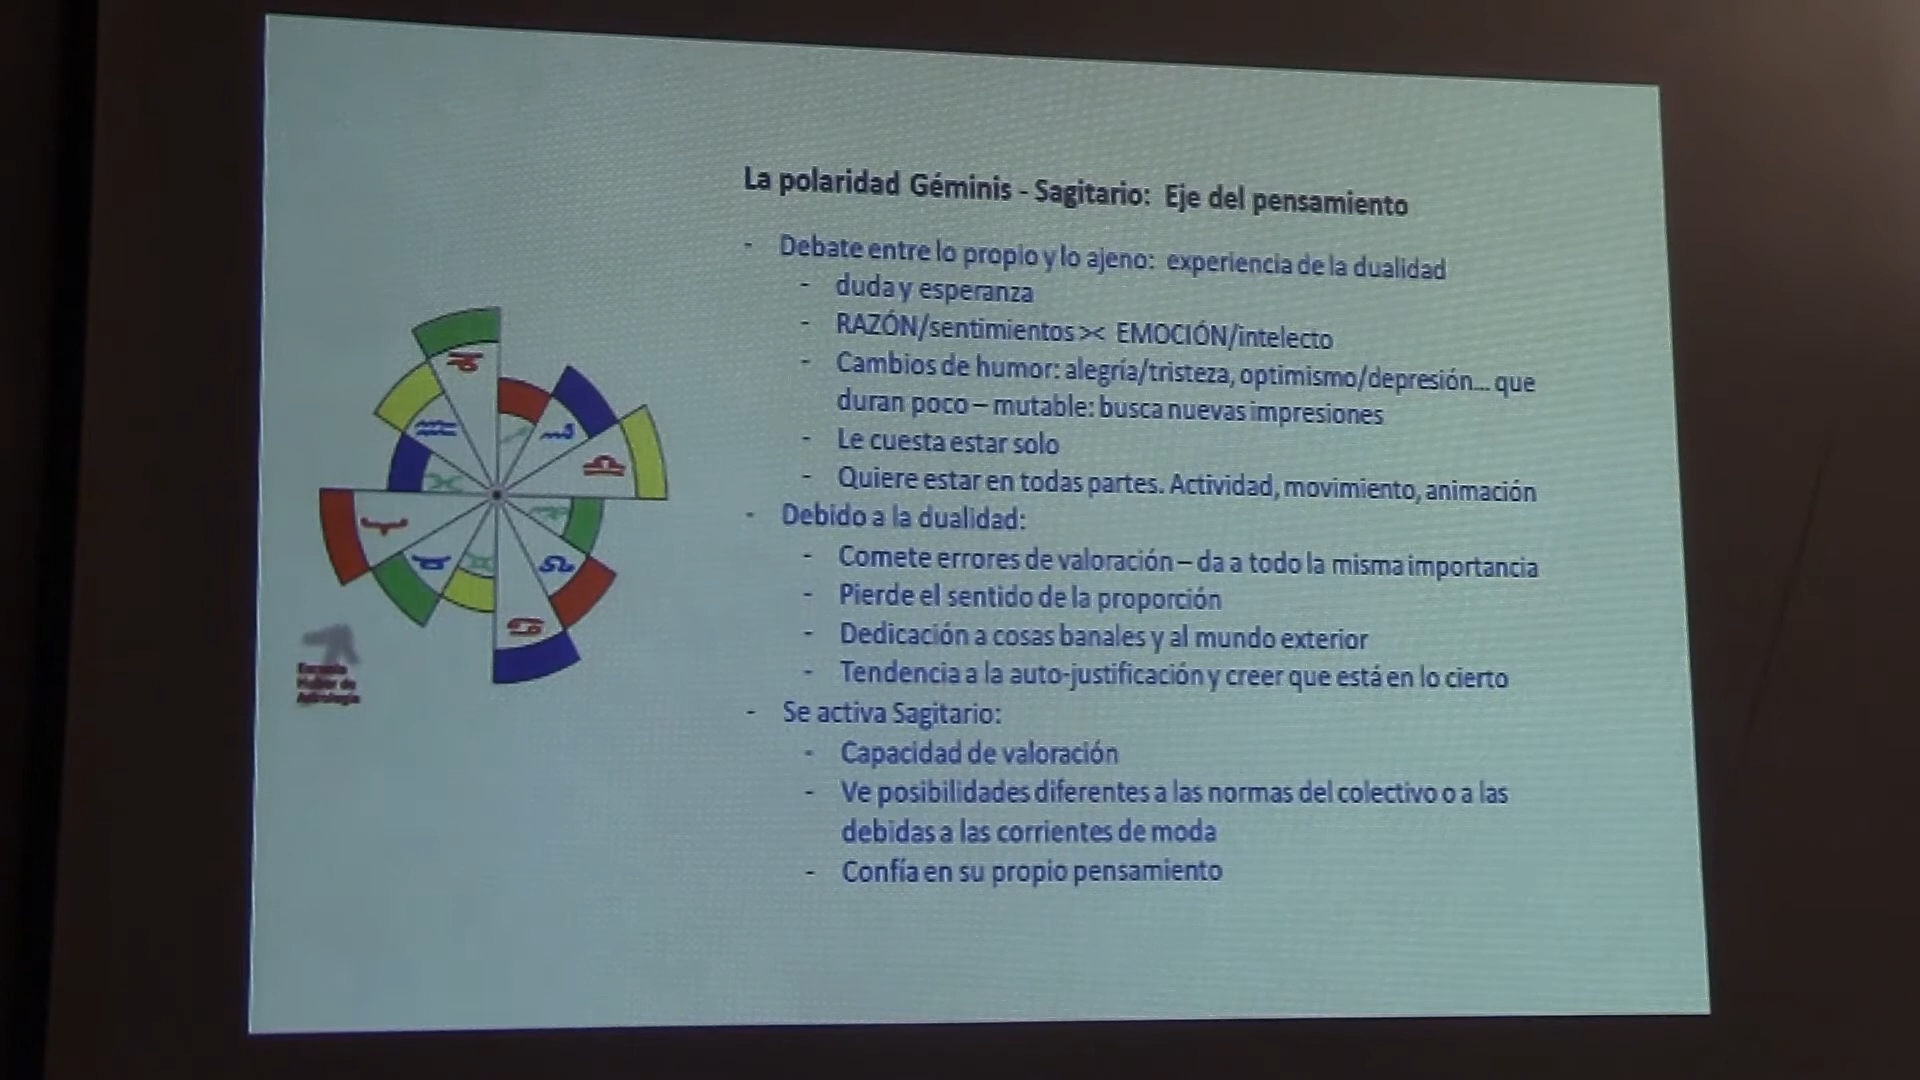 La polaridad Géminis - Sagitario: Eje del pensamiento
- Debate entre lo propio y lo ajeno: experiencia de la dualidad
- duda y esperanza
- RAZÓN/sentimientos >< EMOCIÓN/intelecto
- Cambios de humor: alegría/tristeza, optimismo/depresión... que
duran poco – mutable: busca nuevas impresiones
- Le cuesta estar solo
- Quiere estar en todas partes. Actividad, movimiento, animación
- Debido a la dualidad:
- Comete errores de valoración – da a todo la misma importancia
- Pierde el sentido de la proporción
- Dedicación a cosas banales y al mundo exterior
- Tendencia a la auto-justificación y creer que está en lo cierto
- Se activa Sagitario:
- Capacidad de valoración
- Ve posibilidades diferentes a las normas del colectivo o a las
debidas a las corrientes de moda
- Confía en su propio pensamiento
Escuela
Huber de
Astrología